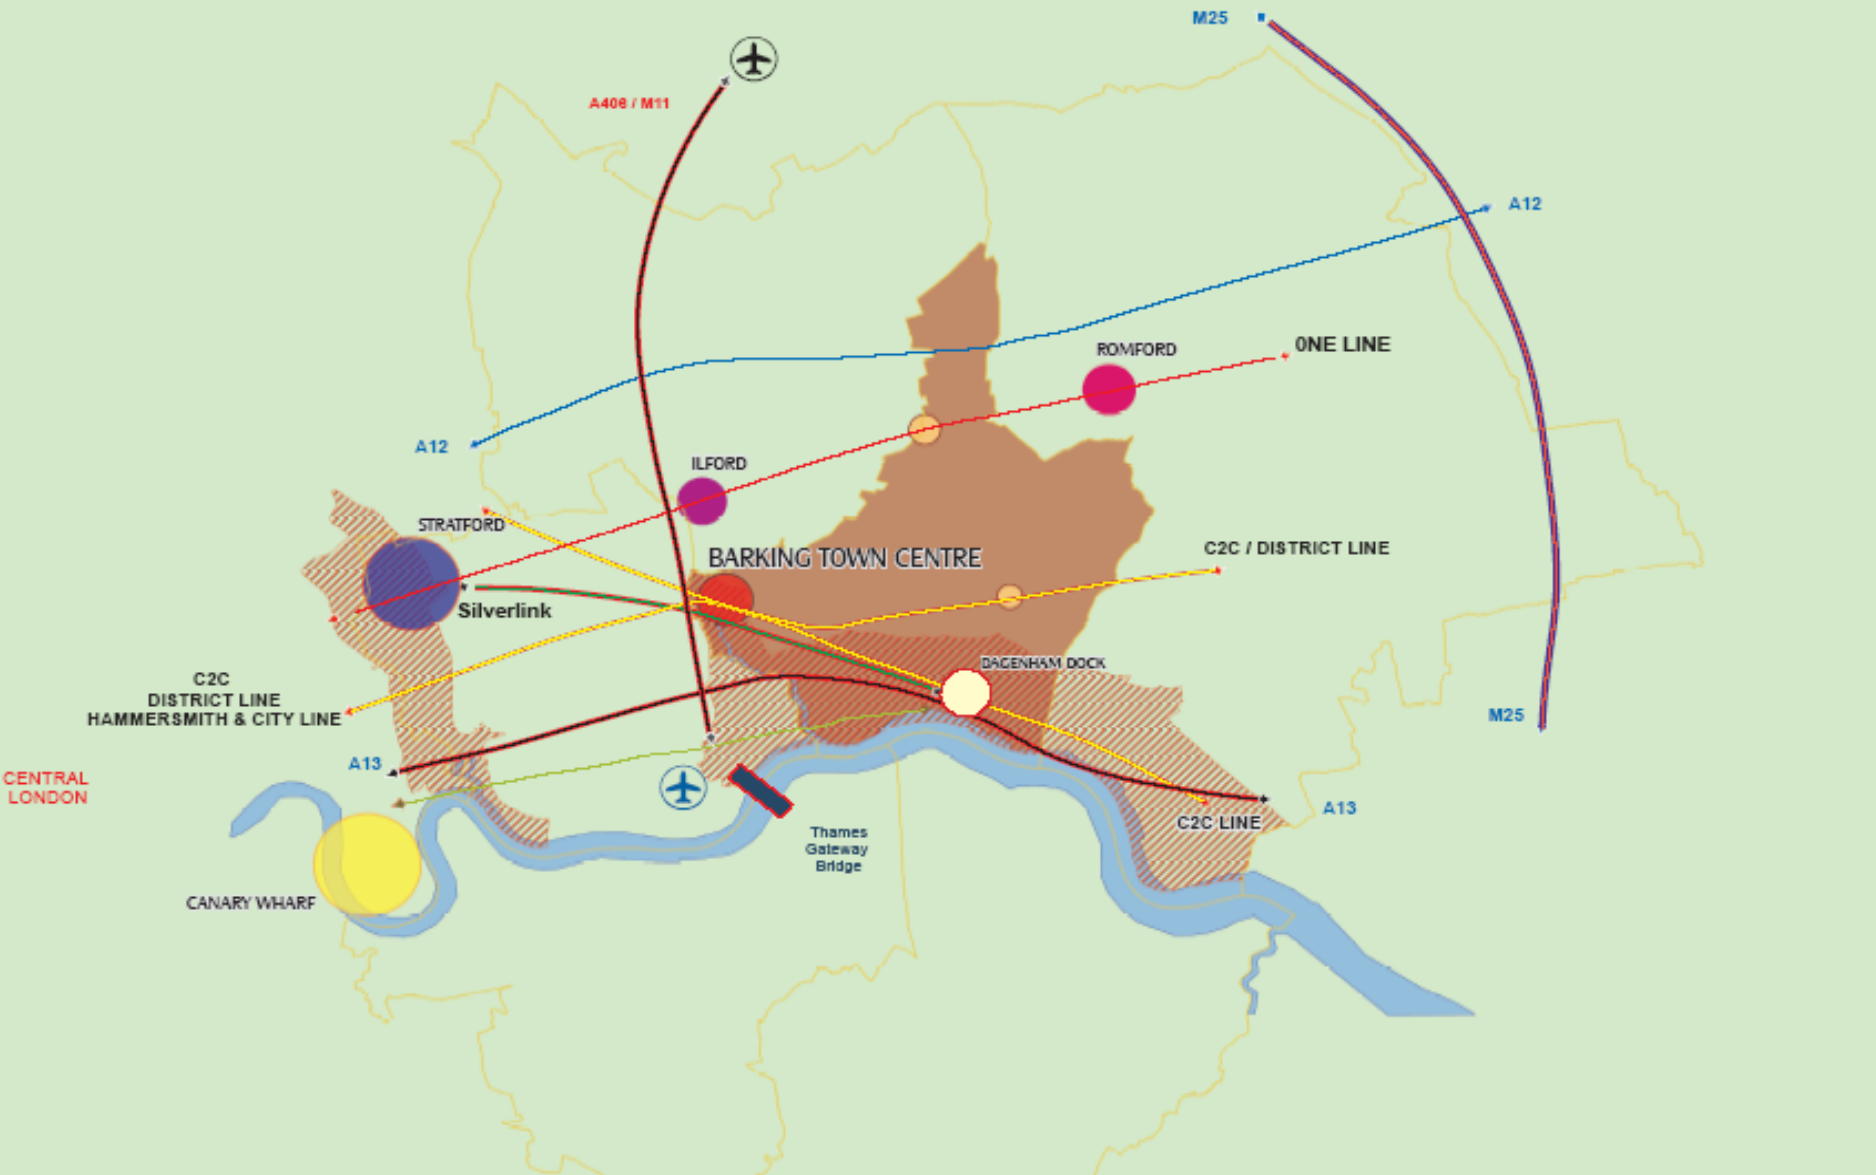 M25
A406 / M11
A12
0NE LINE
ROMFORD
A12
ILFORD
STRATFORD
BARKING TOWN CENTRE
C2C / DISTRICT LINE
Silverlink
DAGENHAM DOCK
C2C
DISTRICT LINE
HAMMERSMITH & CITY LINE
M25
A13
CENTRAL
LONDON
A13
C2C LINE
Thames
Gateway
Bridge
CANARY WHARF